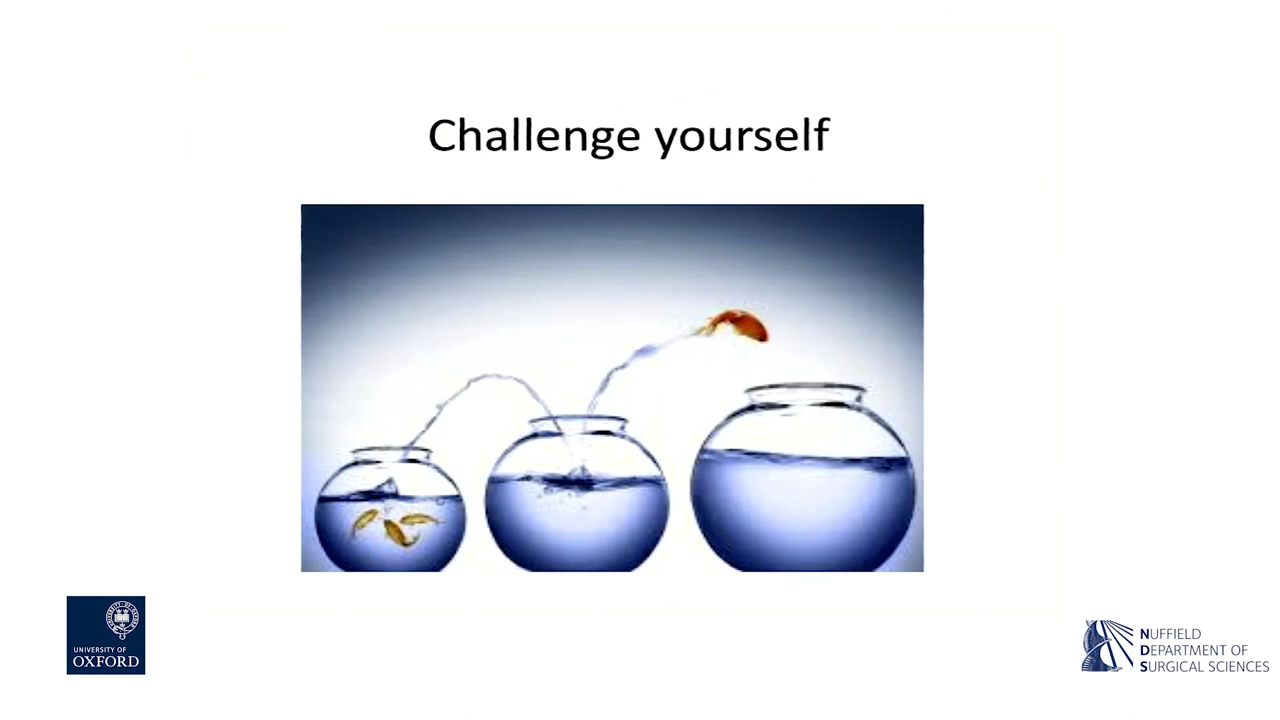 Challenge yourself
UNIVERSITY OF
OXFORD
NUFFIELD
DEPARTMENT OF
SURGICAL SCIENCES